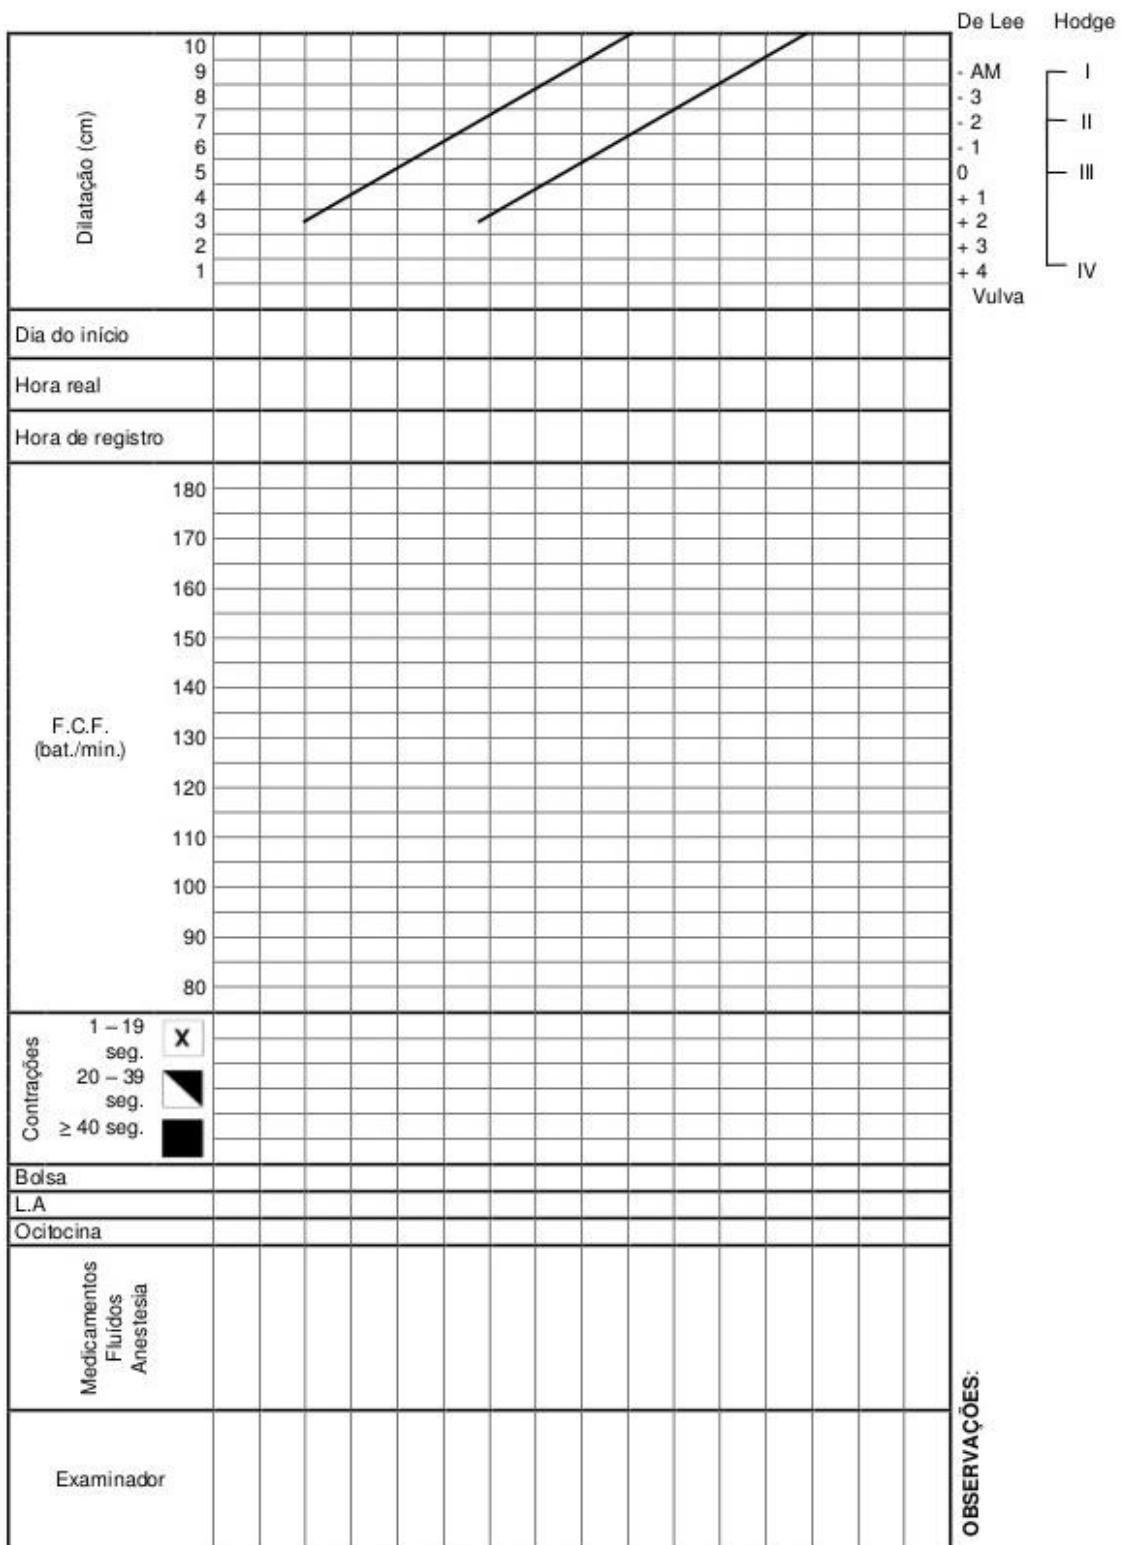 De Lee Hodge
Dilatação (cm)
10
9
8
7
6
5
4
3
2
1
- AM
- 3
- 2
- 1
0
+ 1
+ 2
+ 3
+ 4
Vulva
I
II
III
IV
Dia do início
Hora real
Hora de registro
F.C.F.
(bat./min.)
180
170
160
150
140
130
120
110
100
90
80
Contrações
1 – 19
seg.
X
20 – 39
seg.
≥ 40 seg.
Bolsa
L.A
Ocitocina
Medicamentos
Fluídos
Anestesia
Examinador
OBSERVAÇÕES: